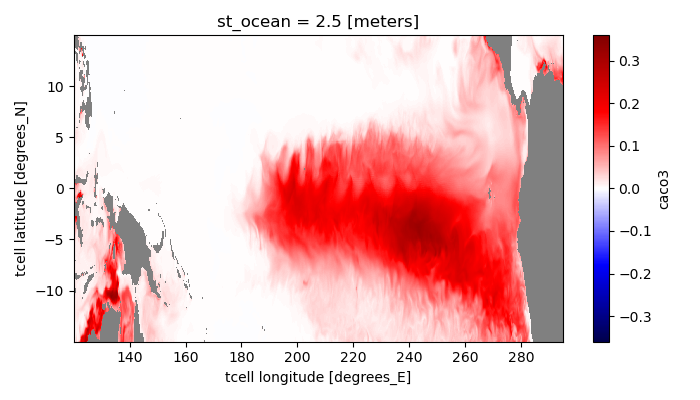 st_ocean = 2.5 [meters]
10
5
0
−5
−10
tcell latitude [degrees_N]
140 160 180 200 220 240 260 280
tcell longitude [degrees_E]
0.3
0.2
0.1
0.0
−0.1
−0.2
−0.3
caco3